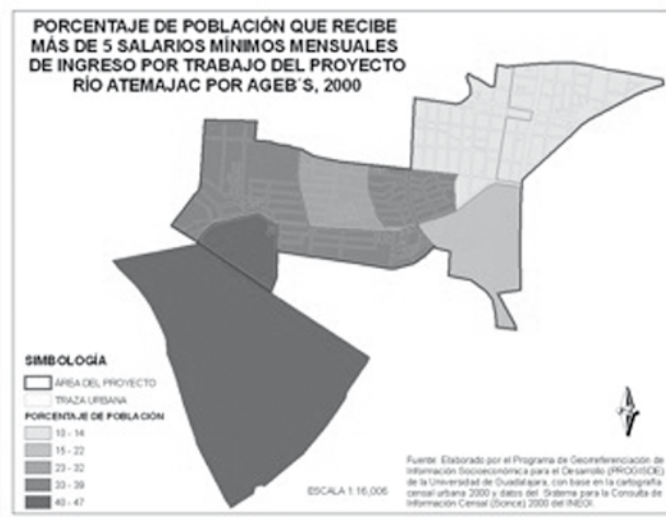 PORCENTAJE DE POBLACIÓN QUE RECIBE
MÁS DE 5 SALARIOS MÍNIMOS MENSUALES
DE INGRESO POR TRABAJO DEL PROYECTO
RÍO ATEMAJAC POR AGEB´S, 2000
SIMBOLOGÍA
ÁREA DEL PROYECTO
TRAZA URBANA
PORCENTAJE DE POBLACIÓN
10 - 14
15 - 22
23 - 32
33 - 39
40 - 47
ESCALA 1:16,006
Fuente: Elaborado por el Programa de Georreferenciación de
Información Socioeconómica para el Desarrollo (PROGISDE)
de la Universidad de Guadalajara, con base en la cartografía
censal urbana 2000 y datos del Sistema para la Consulta de
Información Censal (Scince) 2000 del INEGI.